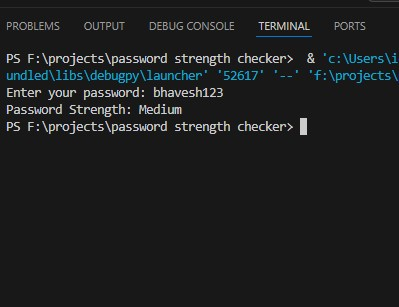 PROBLEMS OUTPUT DEBUG CONSOLE TERMINAL PORTS
PS F:\projects\password strength checker>  & 'c:\Users\i
undled\libs\debugpy\launcher' '52617' '--' 'f:\projects\
Enter your password: bhavesh123
Password Strength: Medium
PS F:\projects\password strength checker>